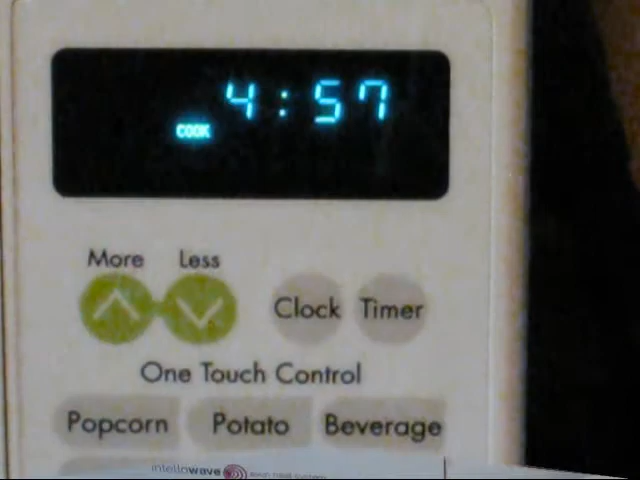 4:57
COOK
More Less
Clock Timer
One Touch Control
Popcorn Potato Beverage
intellowave